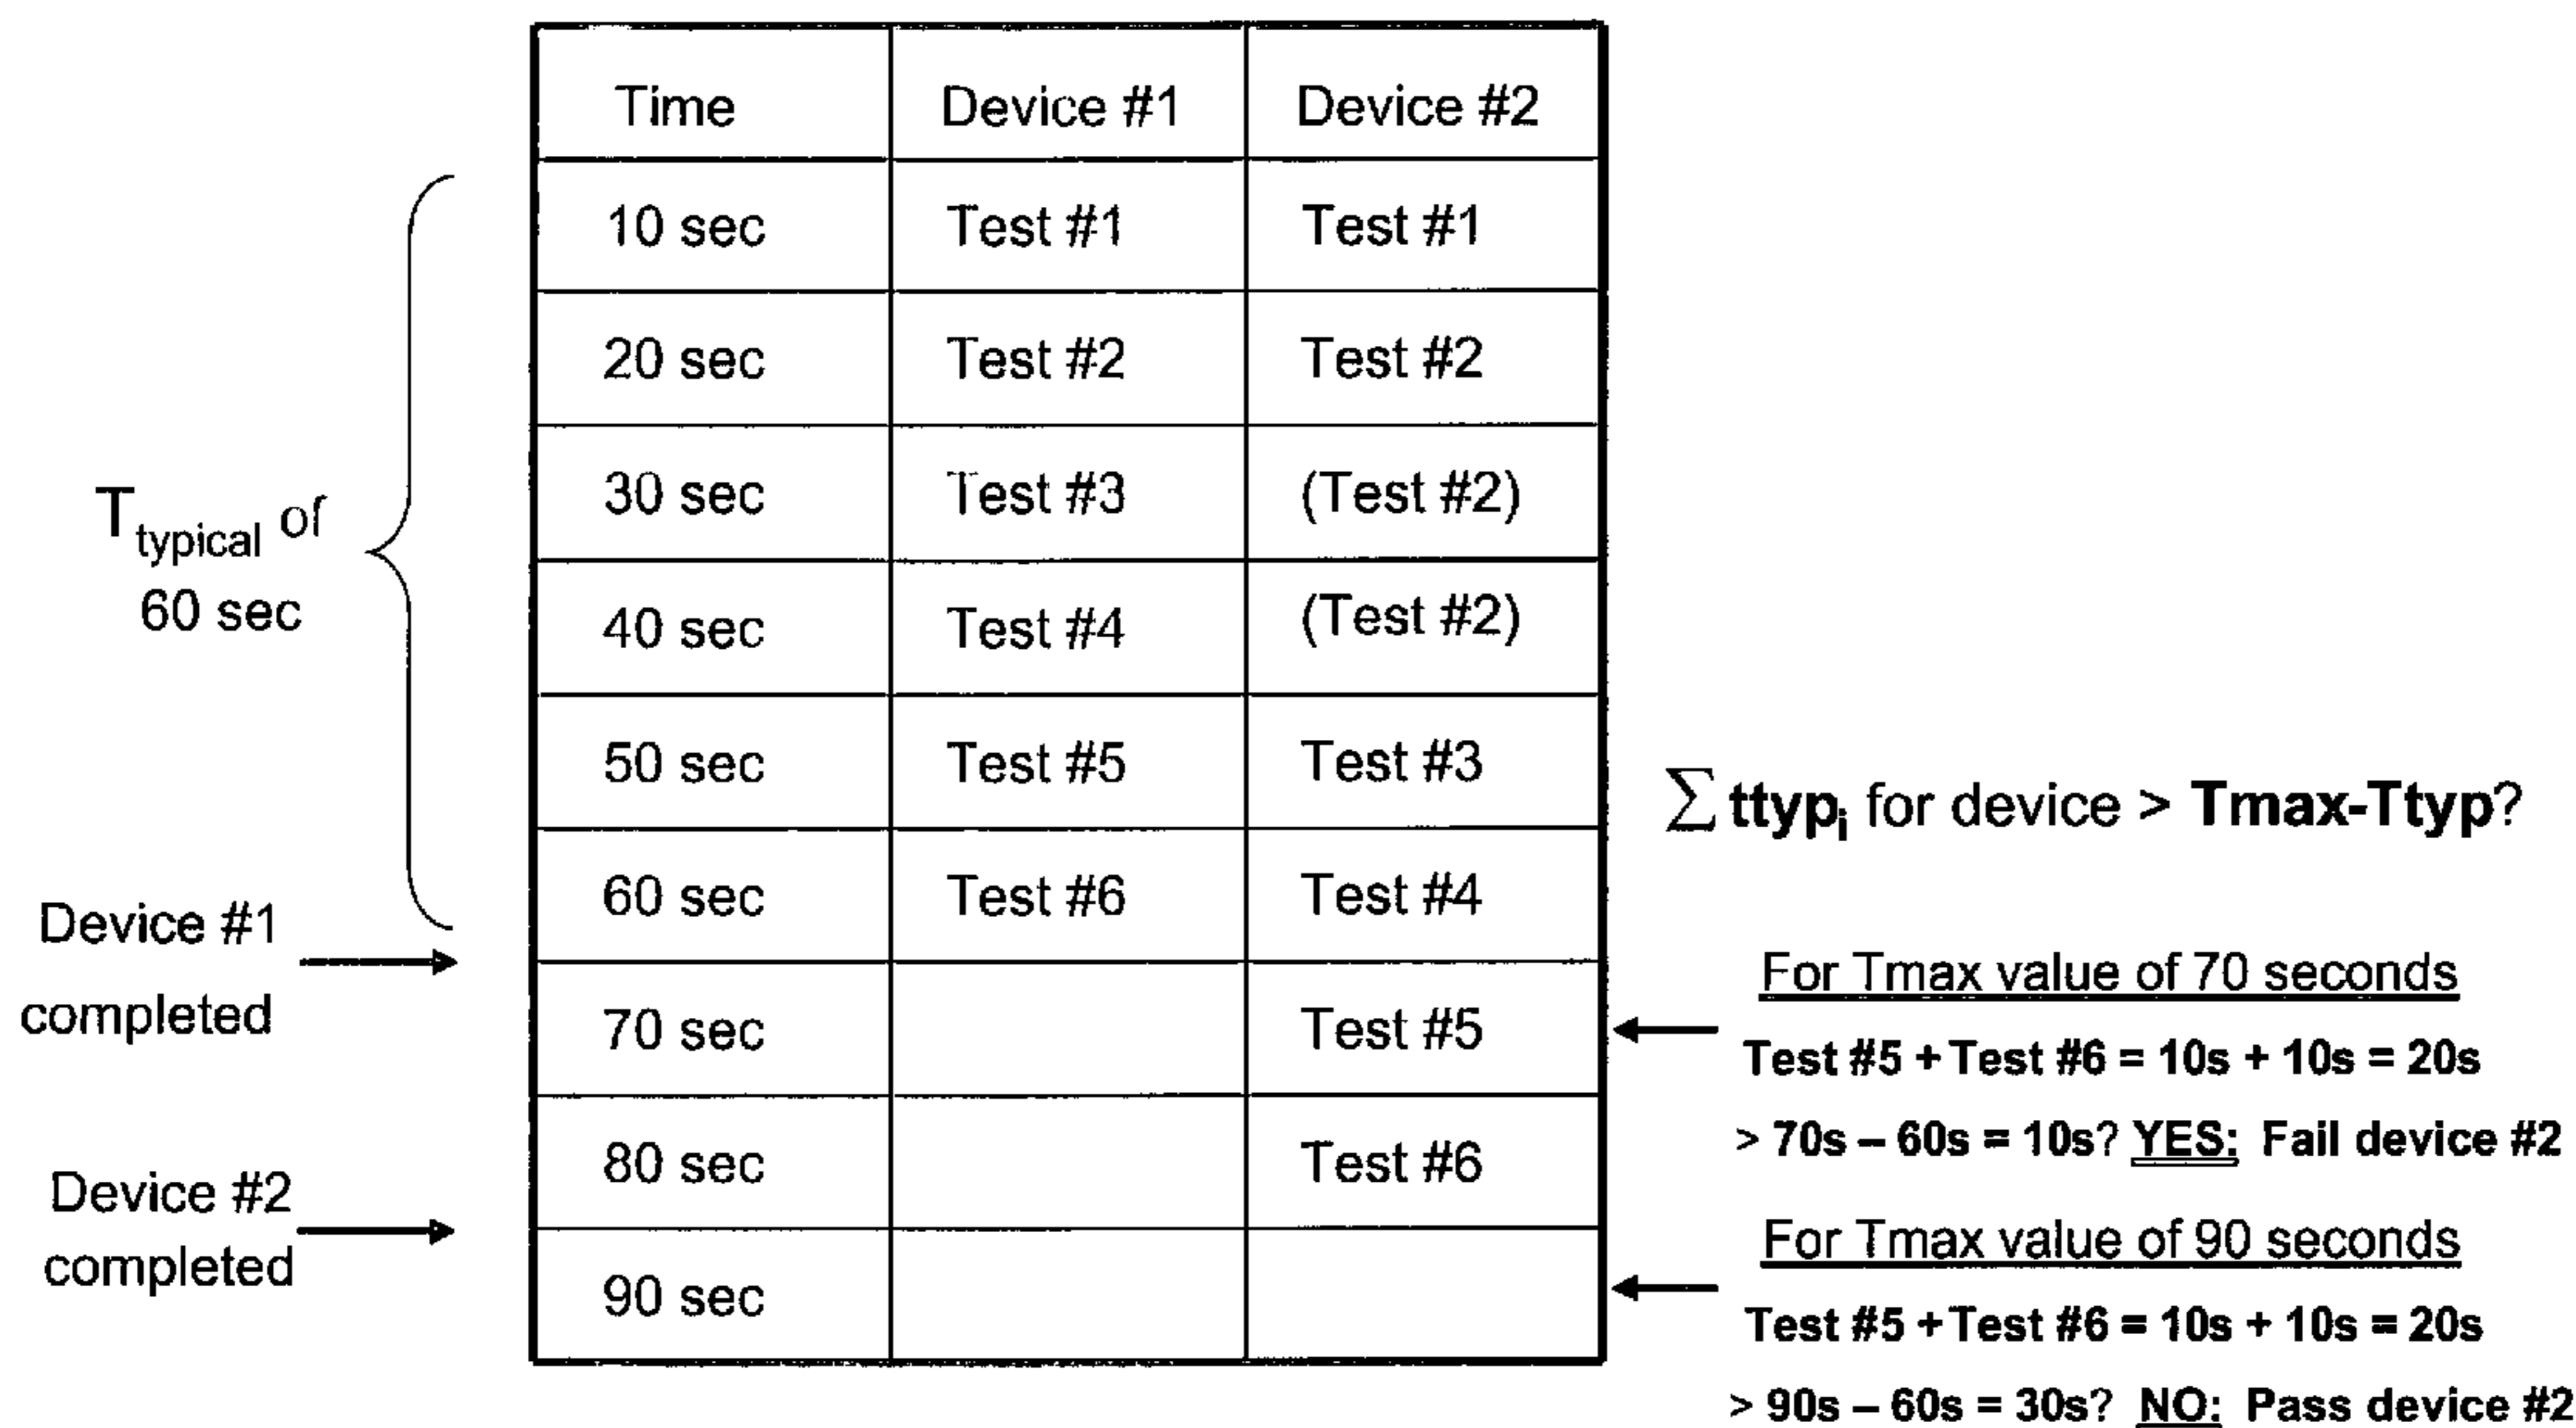 Time Device #1 Device #2
10 sec Test #1 Test #1
20 sec Test #2 Test #2
30 sec Test #3 (Test #2)
40 sec Test #4 (Test #2)
50 sec Test #5 Test #3
60 sec Test #6 Test #4
70 sec Test #5
80 sec Test #6
90 sec
Ttypical of
60 sec
Device #1
completed
Device #2
completed
∑ ttypi for device > Tmax-Ttyp?
For Tmax value of 70 seconds
Test #5 + Test #6 = 10s + 10s = 20s
> 70s – 60s = 10s? YES: Fail device #2
For Tmax value of 90 seconds
Test #5 + Test #6 = 10s + 10s = 20s
> 90s – 60s = 30s? NO: Pass device #2